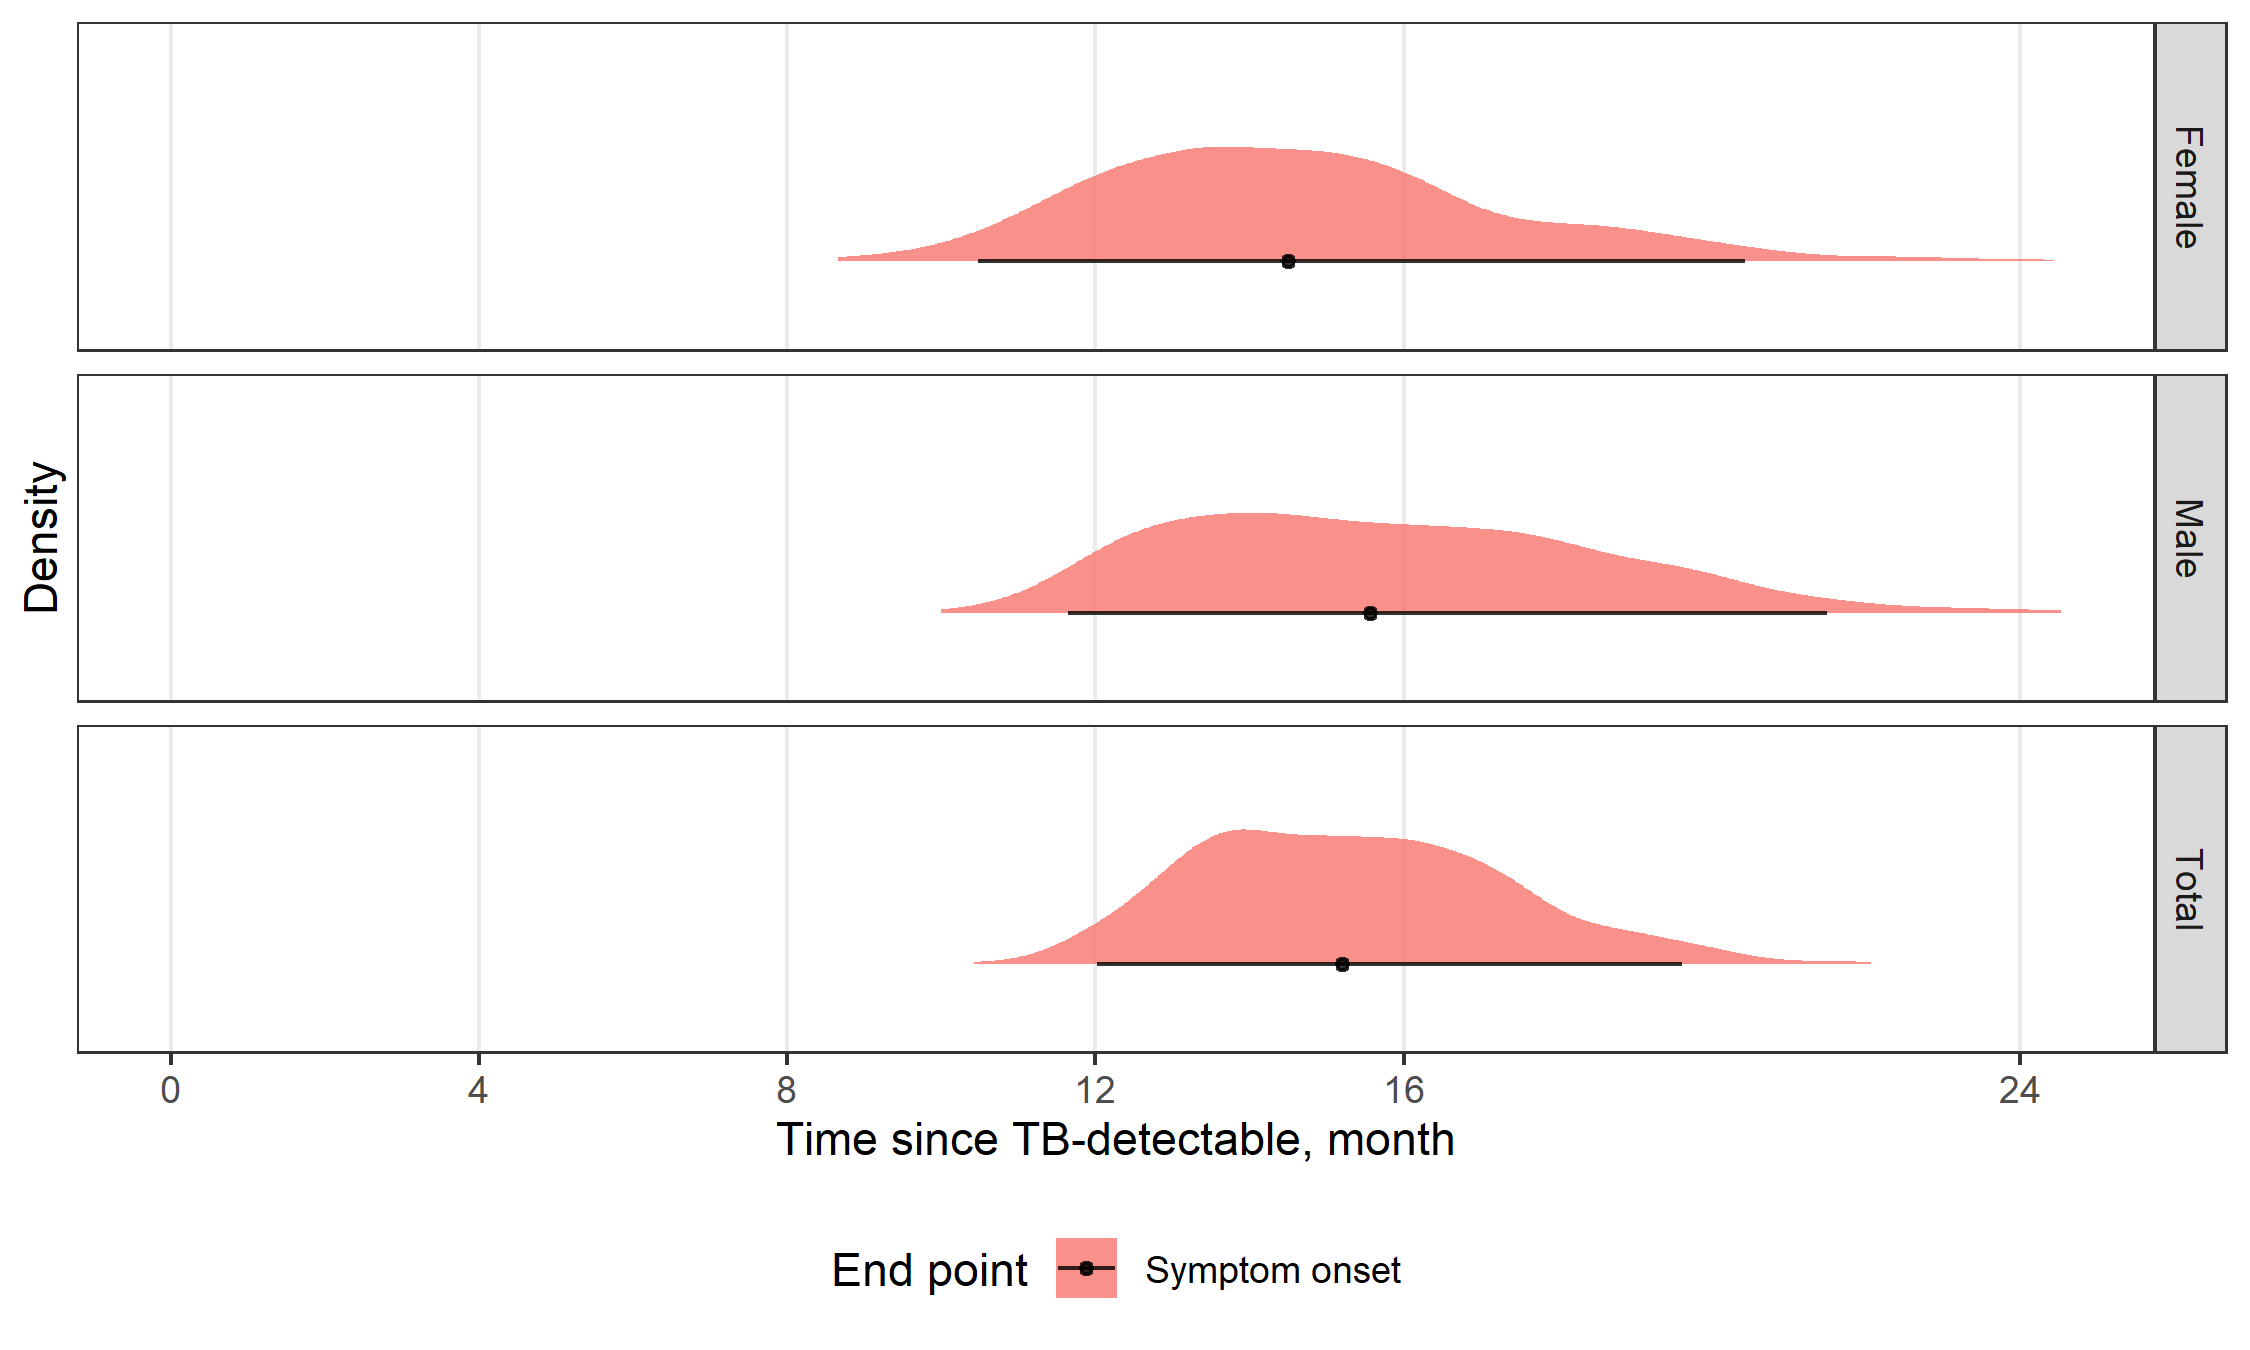 Female
Male
Total
Density
0 4 8 12 16 24
Time since TB-detectable, month
End point Symptom onset